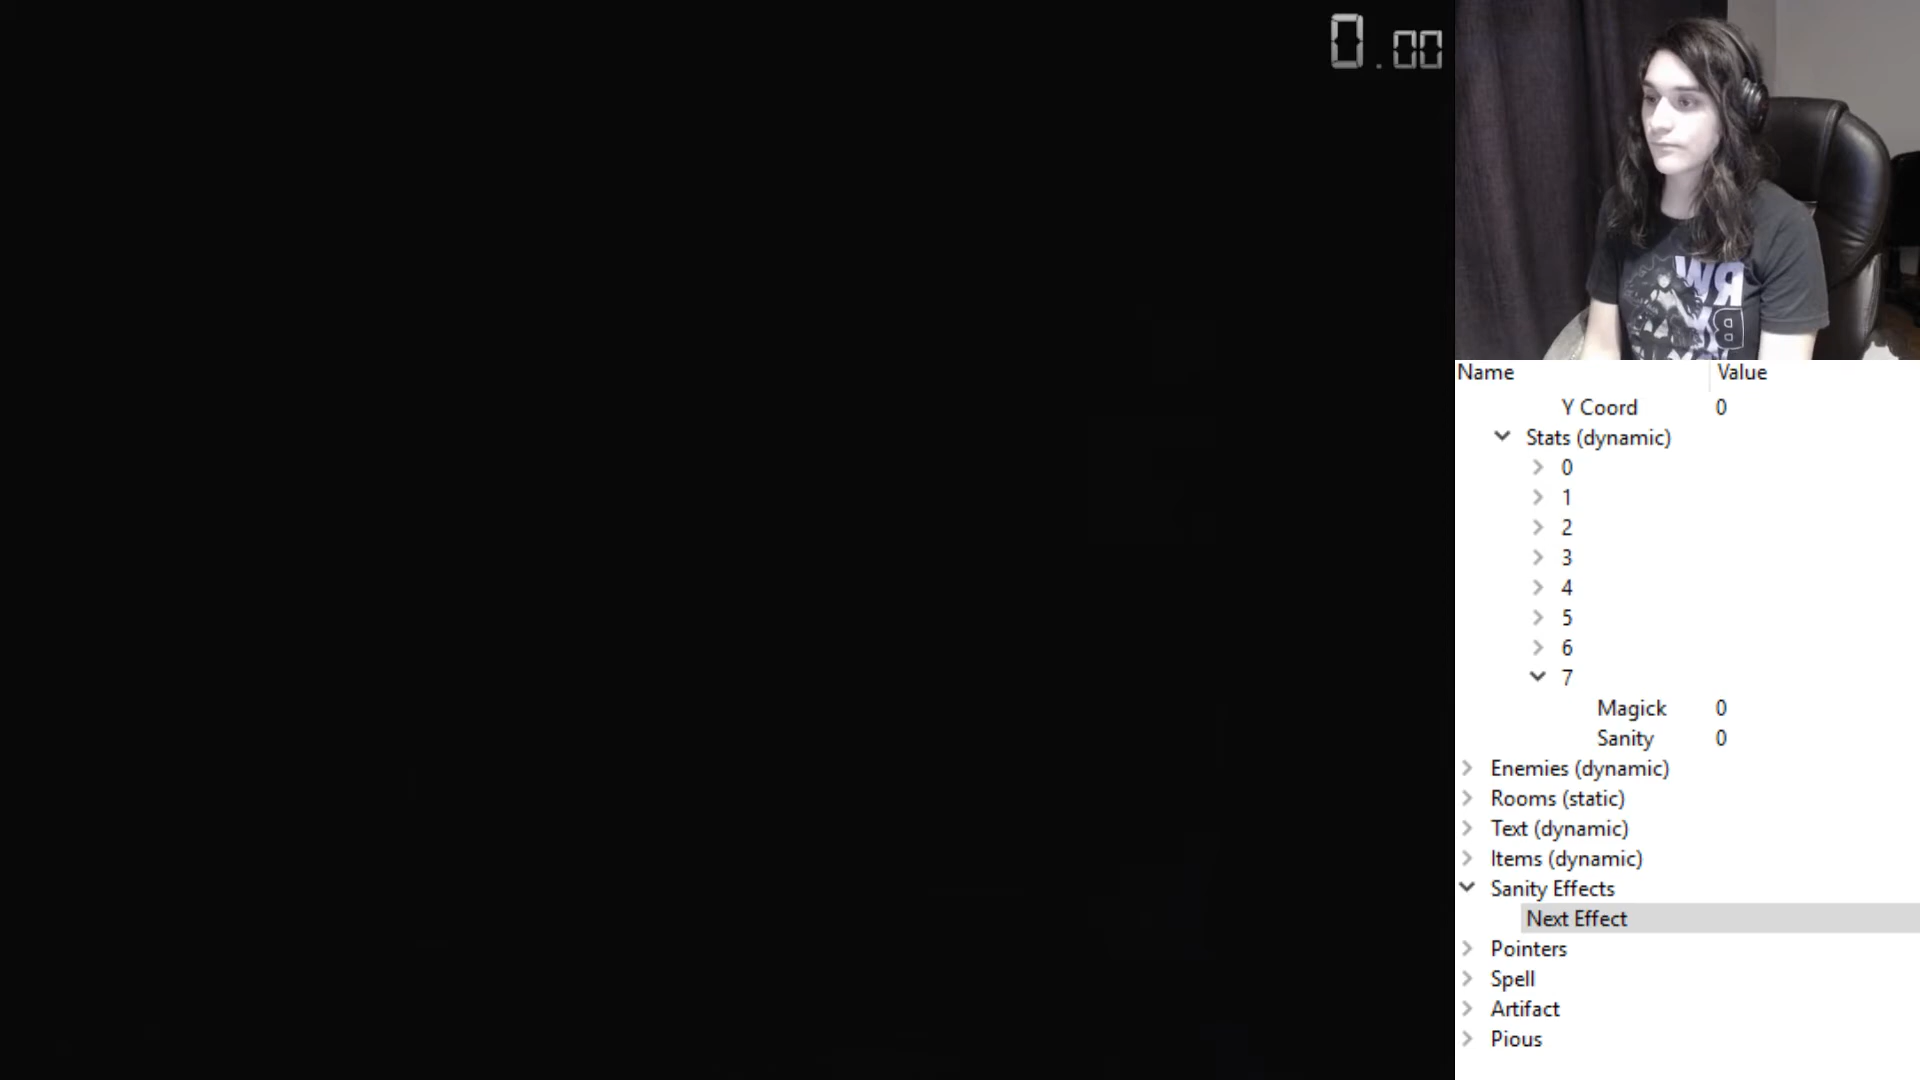 0.00
RW
B
Name Value
Y Coord 0
Stats (dynamic)
0
1
2
3
4
5
6
7
Magick 0
Sanity 0
Enemies (dynamic)
Rooms (static)
Text (dynamic)
Items (dynamic)
Sanity Effects
Next Effect
Pointers
Spell
Artifact
Pious